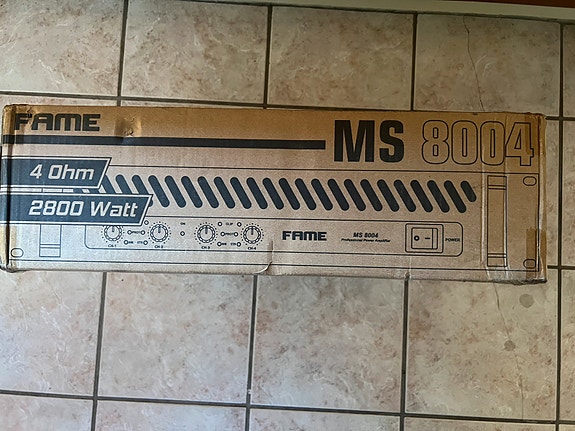 FAME
MS 8004
4 Ohm
2800 Watt
CLIP
CH 1
CH 2
CH 3
CH 4
FAME
MS 8004
Professional Power Amplifier
POWER